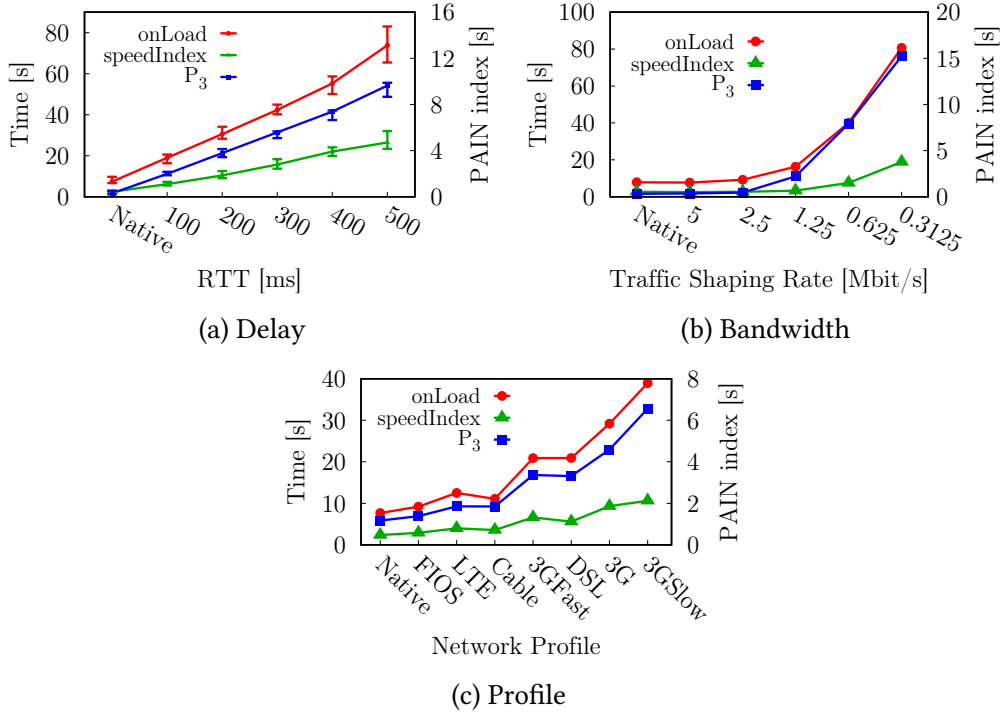 80
60
40
20
0
16
12
8
4
0
Time [s]
PAIN index [s]
onLoad
speedIndex
P3
Native
100
200
300
400
500
RTT [ms]
(a) Delay
100
80
60
40
20
0
20
15
10
5
0
Time [s]
PAIN index [s]
onLoad
speedIndex
P3
Native
5
2.5
1.25
0.625
0.3125
Traffic Shaping Rate [Mbit/s]
(b) Bandwidth
40
30
20
10
0
8
6
4
2
0
Time [s]
PAIN index [s]
onLoad
speedIndex
P3
Native
FIOS
LTE
Cable
3GFast
DSL
3G
3GSlow
Network Profile
(c) Profile